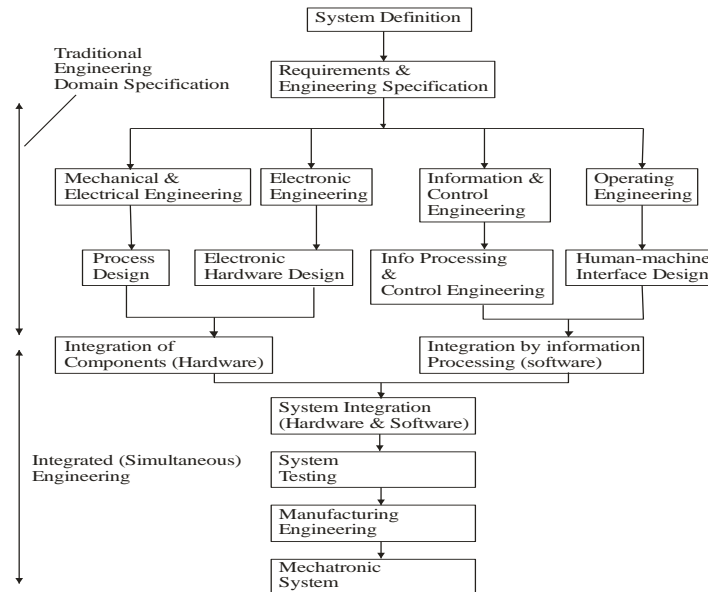 System Definition
Traditional
Engineering
Domain Specification
Requirements &
Engineering Specification
Mechanical &
Electrical Engineering
Electronic
Engineering
Information &
Control
Engineering
Operating
Engineering
Process
Design
Electronic
Hardware Design
Info Processing
&
Control Engineering
Human-machine
Interface Design
Integration of
Components (Hardware)
Integration by information
Processing (software)
System Integration
(Hardware & Software)
Integrated (Simultaneous)
Engineering
System
Testing
Manufacturing
Engineering
Mechatronic
System